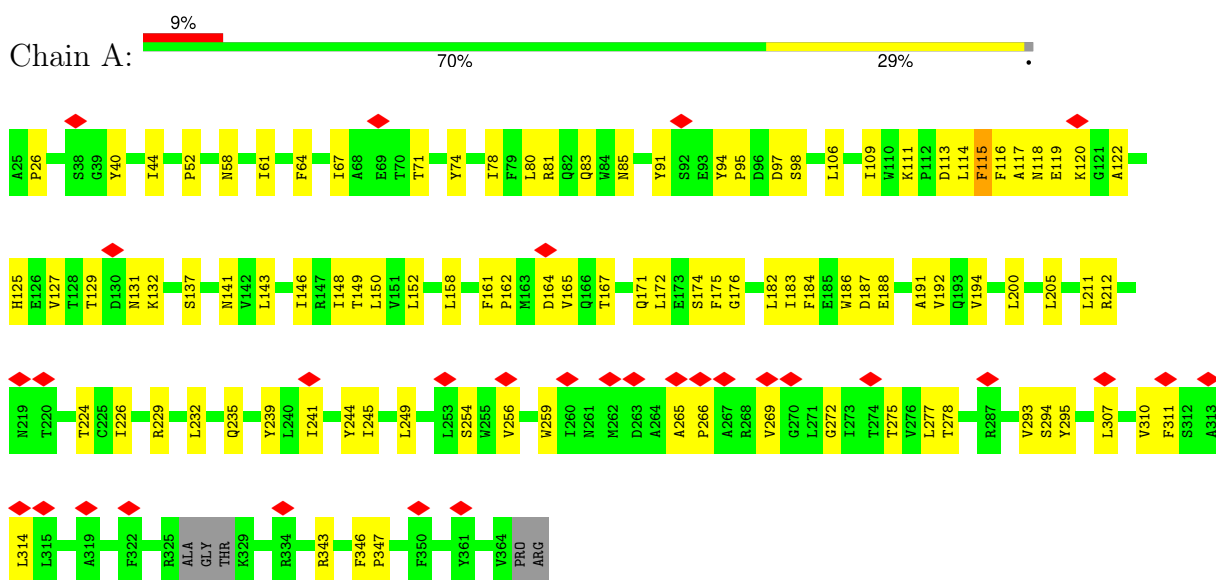 9%
Chain A:
70% 29% •
A25 P26 S38 G39 Y40 I44 P52 N58 I61 F64 I67 A68 E69 T70 T71 Y74 I78 F79 L80 R81 Q82 Q83 W84 N85 Y91 S92 E93 Y94 P95 D96 D97 S98 L106 I109 W110 K111 P112 D113 L114 F115 F116 A117 N118 E119 K120 G121 A122
H125 E126 V127 T128 T129 D130 N131 K132 S137 N141 V142 L143 I146 R147 I148 T149 L150 V151 L152 L158 F161 P162 M163 D164 V165 Q166 T167 Q171 L172 E173 S174 F175 G176 L182 I183 F184 E185 W186 D187 E188 A191 V192 Q193 V194 L200 L205 L211 R212
N219 T220 T224 C225 I226 R229 L232 Q235 Y239 L240 I241 Y244 I245 L249 L253 S254 W255 V256 W259 I260 N261 M262 D263 A264 A265 P266 A267 R268 V269 G270 L271 G272 I273 T274 T275 V276 L277 T278 R287 V293 S294 Y295 L307 V310 F311 S312 A313
L314 L315 A319 F322 R325 ALA GLY THR K329 R334 R343 F346 P347 F350 Y361 V364 PRO ARG